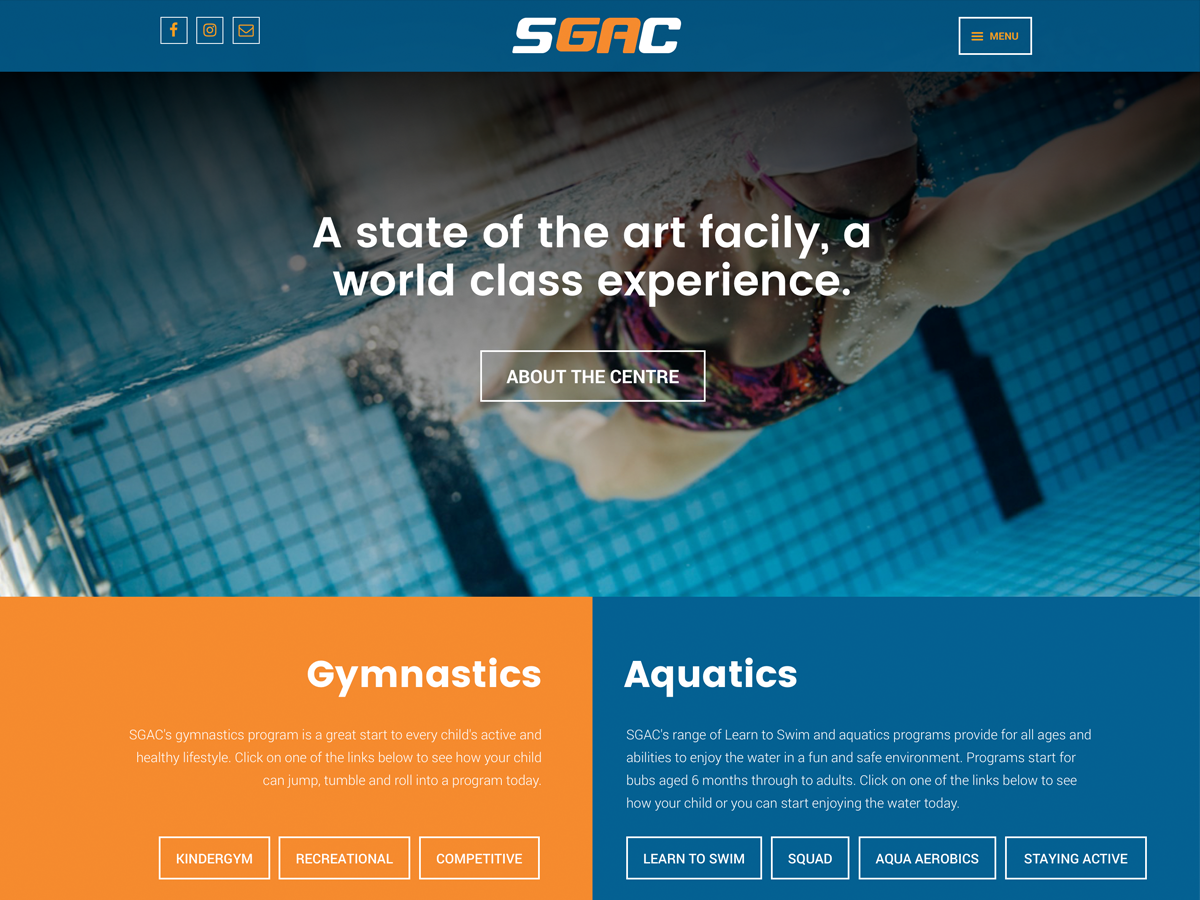 SGAC
MENU
A state of the art facily, a
world class experience.
ABOUT THE CENTRE
Gymnastics
SGAC's gymnastics program is a great start to every child's active and
healthy lifestyle. Click on one of the links below to see how your child
can jump, tumble and roll into a program today.
KINDERGYM
RECREATIONAL
COMPETITIVE
Aquatics
SGAC's range of Learn to Swim and aquatics programs provide for all ages and
abilities to enjoy the water in a fun and safe environment. Programs start for
bubs aged 6 months through to adults. Click on one of the links below to see
how your child or you can start enjoying the water today.
LEARN TO SWIM
SQUAD
AQUA AEROBICS
STAYING ACTIVE